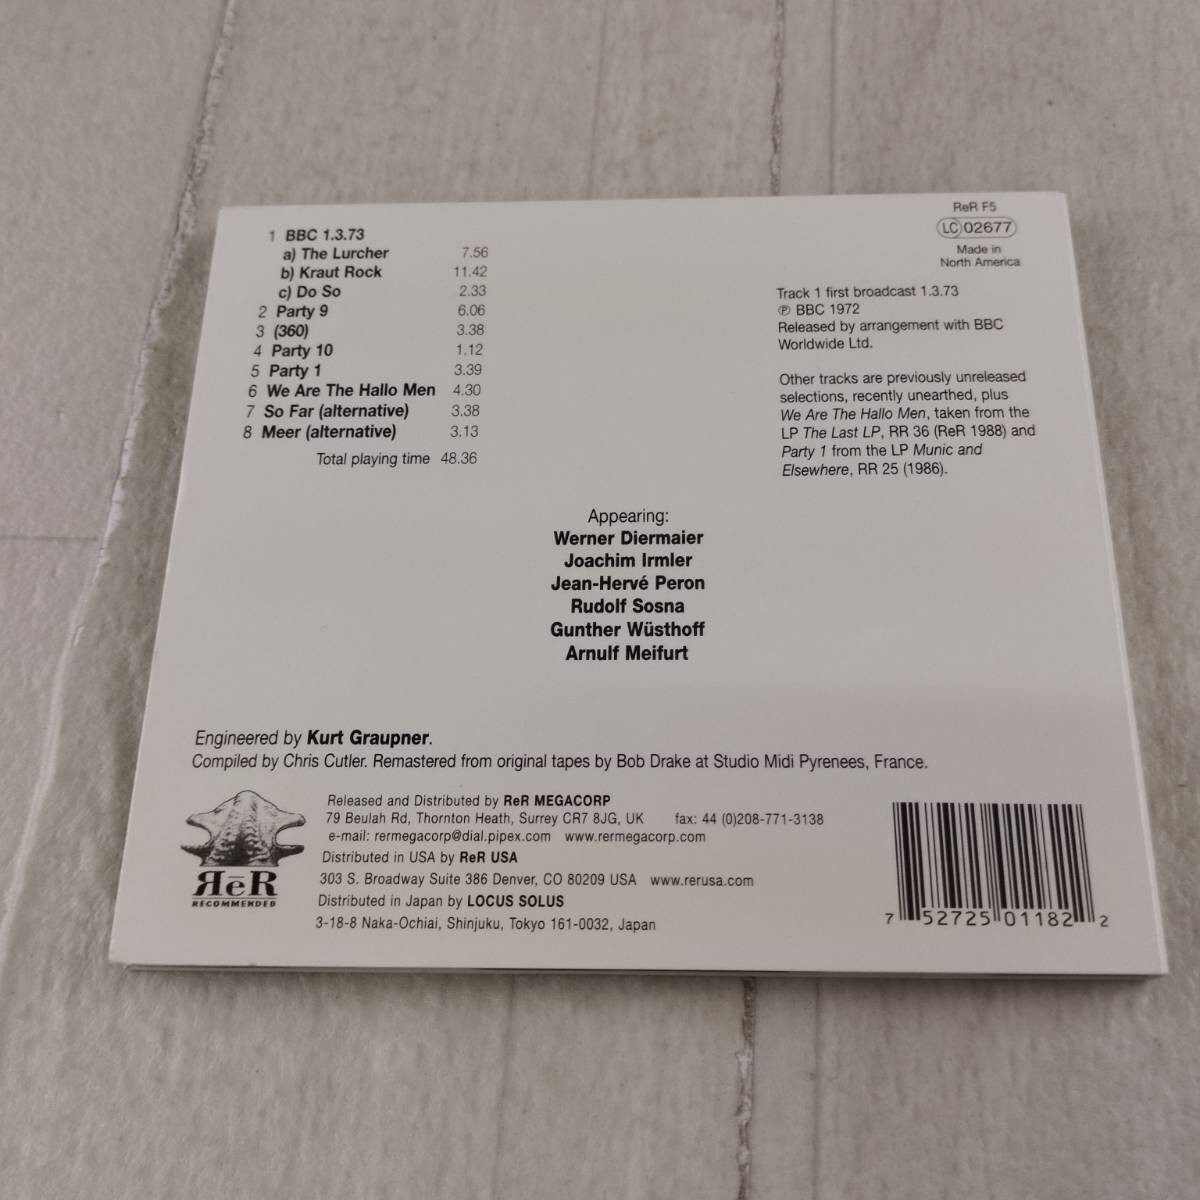 1 BBC 1.3.73
a) The Lurcher 7.56
b) Kraut Rock 11.42
c) Do So 2.33
2 Party 9 6.06
3 (360) 3.38
4 Party 10 1.12
5 Party 1 3.39
6 We Are The Hallo Men 4.30
7 So Far (alternative) 3.38
8 Meer (alternative) 3.13
Total playing time 48.36
ReR F5
LC 02677
Made in
North America
Track 1 first broadcast 1.3.73
℗ BBC 1972
Released by arrangement with BBC
Worldwide Ltd.
Other tracks are previously unreleased
selections, recently unearthed, plus
We Are The Hallo Men, taken from the
LP The Last LP, RR 36 (ReR 1988) and
Party 1 from the LP Munic and
Elsewhere, RR 25 (1986).
Appearing:
Werner Diermaier
Joachim Irmler
Jean-Hervé Peron
Rudolf Sosna
Gunther Wüsthoff
Arnulf Meifurt
Engineered by Kurt Graupner.
Compiled by Chris Cutler. Remastered from original tapes by Bob Drake at Studio Midi Pyrenees, France.
ЯēR
RECOMMENDED
Released and Distributed by ReR MEGACORP
79 Beulah Rd, Thornton Heath, Surrey CR7 8JG, UK fax: 44 (0)208-771-3138
e-mail: rermegacorp@dial.pipex.com www.rermegacorp.com
Distributed in USA by ReR USA
303 S. Broadway Suite 386 Denver, CO 80209 USA www.rerusa.com
Distributed in Japan by LOCUS SOLUS
3-18-8 Naka-Ochiai, Shinjuku, Tokyo 161-0032, Japan
7 52725 01182 2